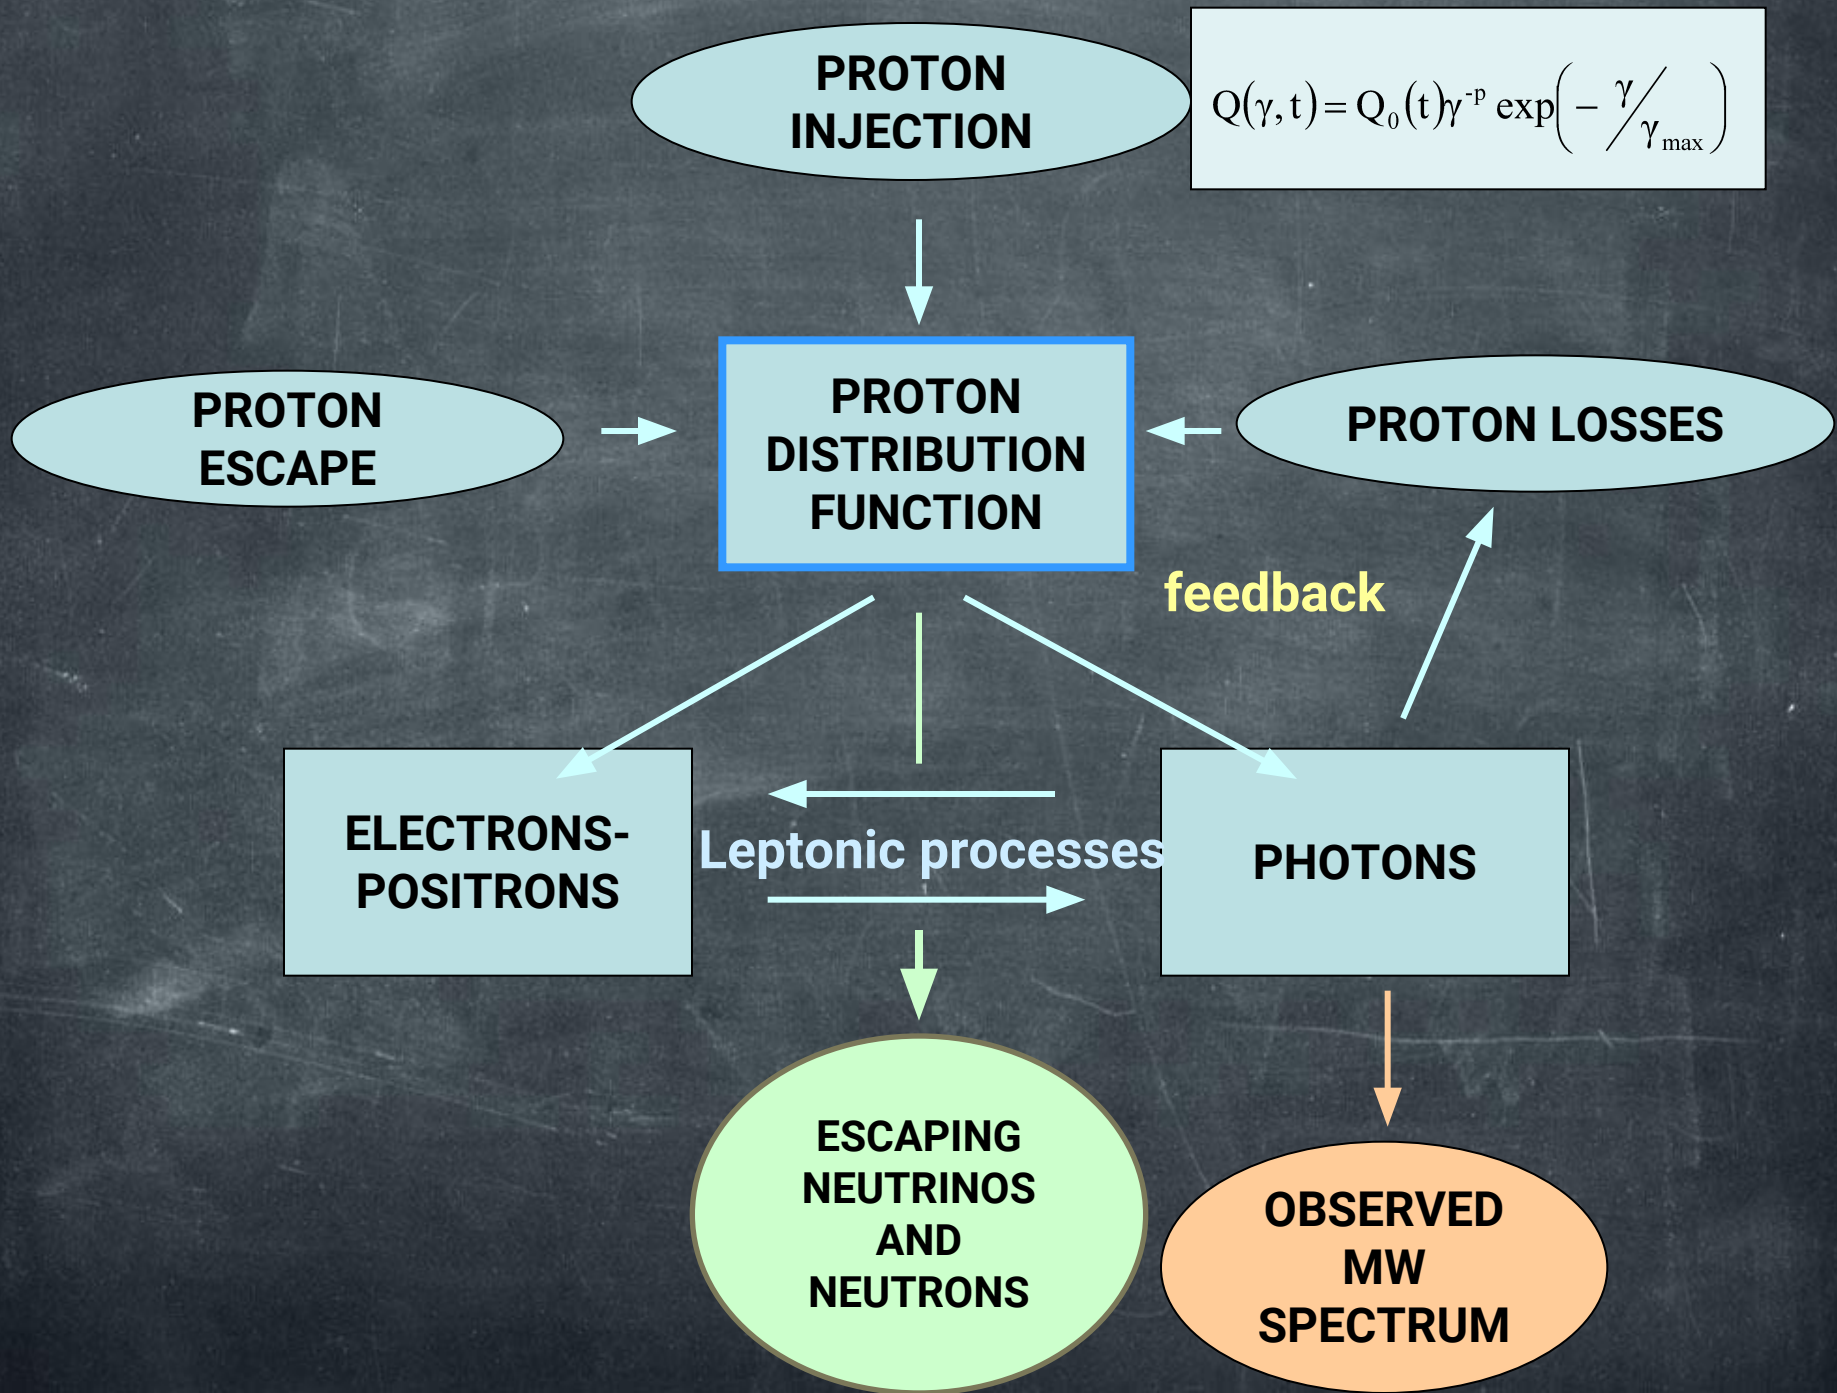 PROTON
INJECTION
Q(γ, t) = Q₀(t)γ⁻ᵖ exp(− γ/γmax)
PROTON
ESCAPE
PROTON
DISTRIBUTION
FUNCTION
PROTON LOSSES
feedback
ELECTRONS-
POSITRONS
Leptonic processes
PHOTONS
ESCAPING
NEUTRINOS
AND
NEUTRONS
OBSERVED
MW
SPECTRUM